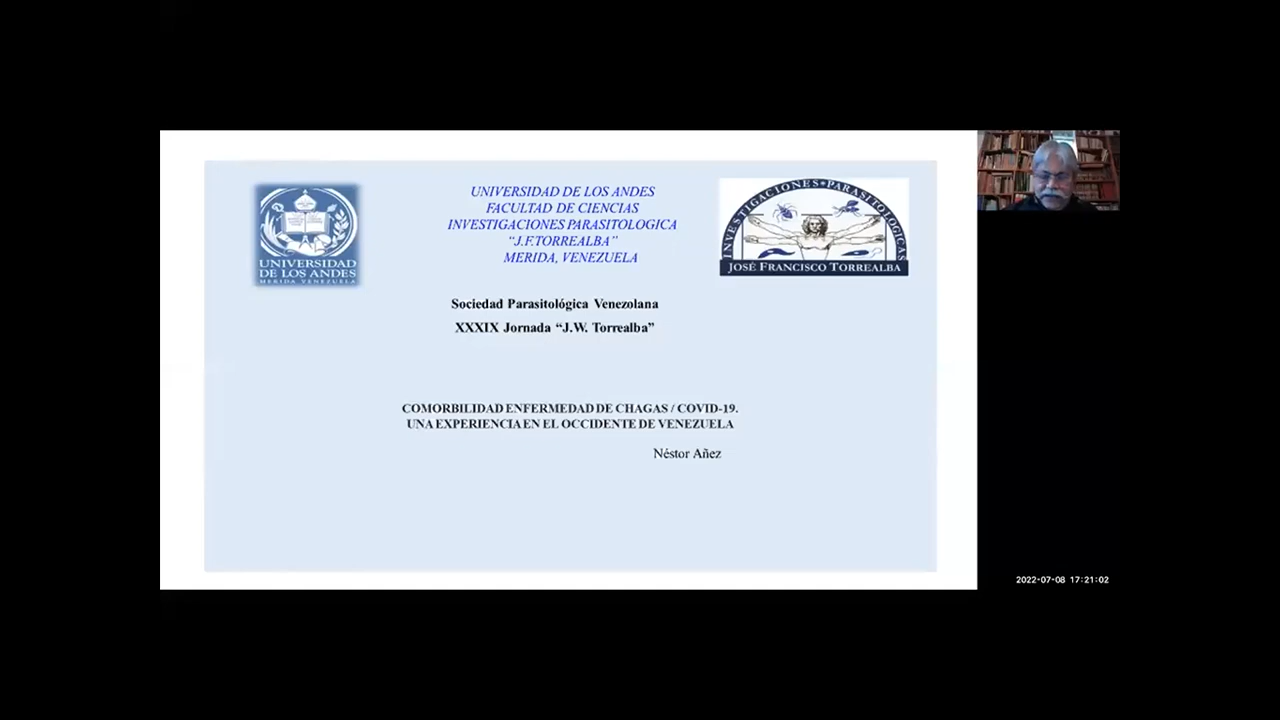 UNIVERSIDAD
DE LOS ANDES
MERIDA VENEZUELA
UNIVERSIDAD DE LOS ANDES
FACULTAD DE CIENCIAS
INVESTIGACIONES PARASITOLOGICA
“J.F.TORREALBA”
MERIDA, VENEZUELA
INVESTIGACIONES PARASITOLÓGICAS
JOSÉ FRANCISCO TORREALBA
Sociedad Parasitológica Venezolana
XXXIX Jornada “J.W. Torrealba”
COMORBILIDAD ENFERMEDAD DE CHAGAS / COVID-19.
UNA EXPERIENCIA EN EL OCCIDENTE DE VENEZUELA
Néstor Añez
2022-07-08 17:21:02